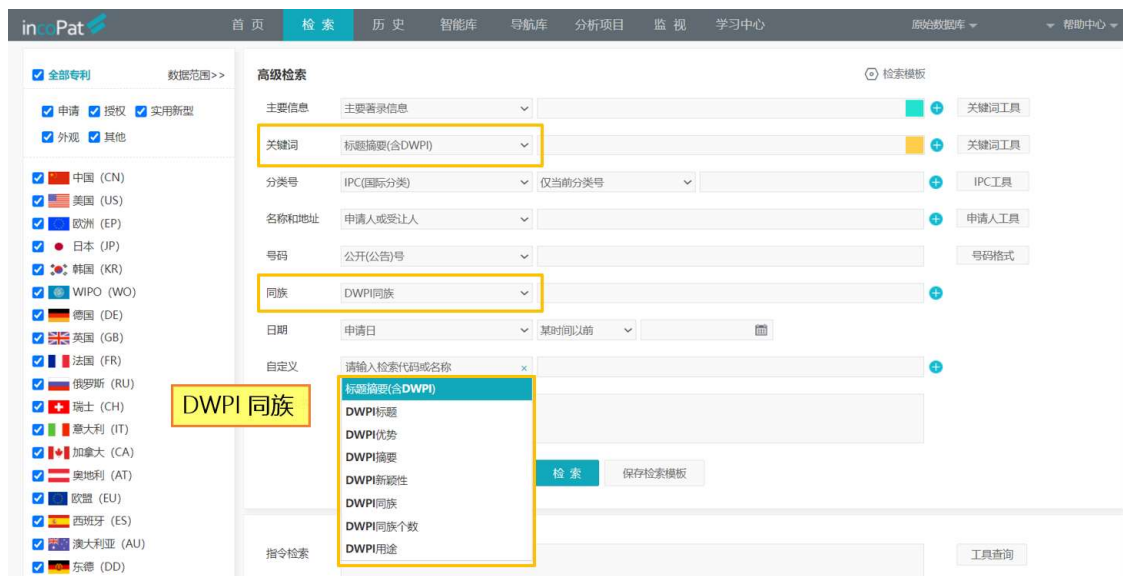 incoPat 首 页 检 索 历 史 智能库 导航库 分析项目 监 视 学习中心 原始数据库 帮助中心
全部专利 数据范围>>
申请 授权 实用新型
外观 其他
中国 (CN)
美国 (US)
欧洲 (EP)
日本 (JP)
韩国 (KR)
WIPO (WO)
德国 (DE)
英国 (GB)
法国 (FR)
俄罗斯 (RU)
瑞士 (CH)
意大利 (IT)
加拿大 (CA)
奥地利 (AT)
欧盟 (EU)
西班牙 (ES)
澳大利亚 (AU)
东德 (DD)
高级检索 检索模板
主要信息 主要著录信息 关键词工具
关键词 标题摘要(含DWPI) 关键词工具
分类号 IPC(国际分类) 仅当前分类号 IPC工具
名称和地址 申请人或受让人 申请人工具
号码 公开(公告)号 号码格式
同族 DWPI同族
日期 申请日 某时间以前
自定义 请输入检索代码或名称 ×
标题摘要(含DWPI)
DWPI 同族
DWPI标题
DWPI优势
DWPI摘要
DWPI新颖性
DWPI同族
DWPI同族个数
DWPI用途
检 索 保存检索模板
指令检索 工具查询